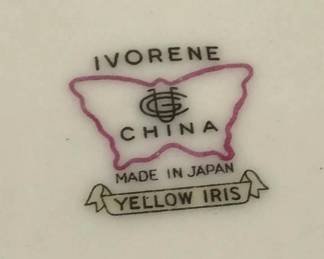 IVORENE
CHINA
MADE IN JAPAN
YELLOW IRIS